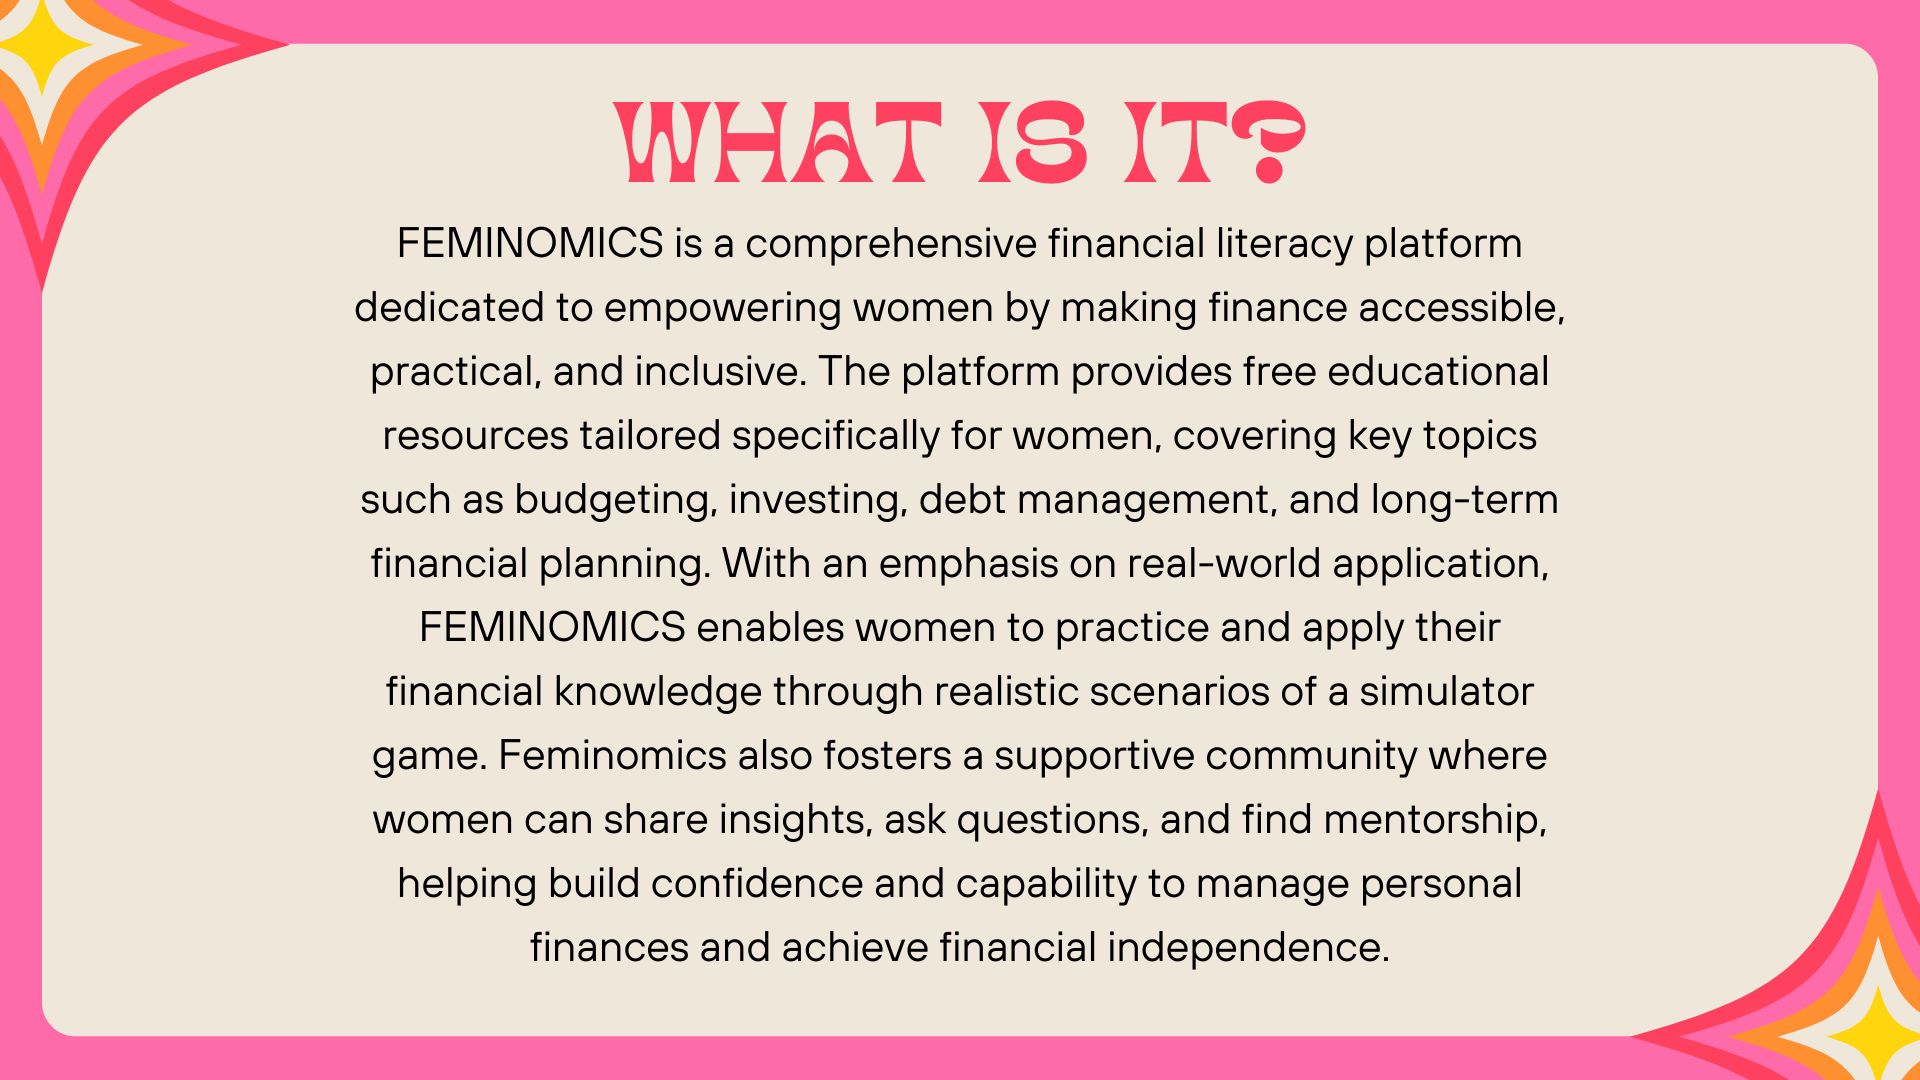 WHAT IS IT?
FEMINOMICS is a comprehensive financial literacy platform
dedicated to empowering women by making finance accessible,
practical, and inclusive. The platform provides free educational
resources tailored specifically for women, covering key topics
such as budgeting, investing, debt management, and long-term
financial planning. With an emphasis on real-world application,
FEMINOMICS enables women to practice and apply their
financial knowledge through realistic scenarios of a simulator
game. Feminomics also fosters a supportive community where
women can share insights, ask questions, and find mentorship,
helping build confidence and capability to manage personal
finances and achieve financial independence.